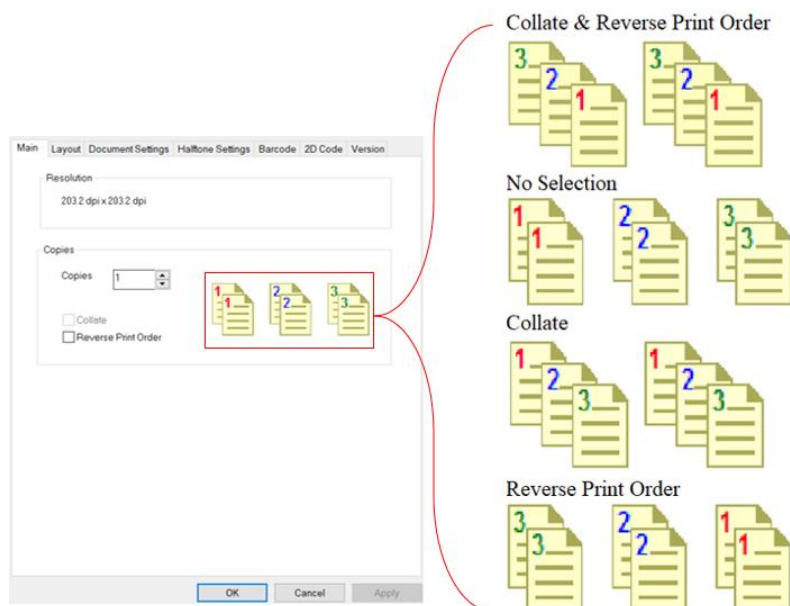 Main Layout Document Settings Halftone Settings Barcode 2D Code Version
Resolution
203.2 dpi x 203.2 dpi
Copies
Copies 1
Collate
Reverse Print Order
1 1 2 2 3 3
OK Cancel Apply
Collate & Reverse Print Order
3 2 1 3 2 1
No Selection
1 1 2 2 3 3
Collate
1 2 3 1 2 3
Reverse Print Order
3 3 2 2 1 1